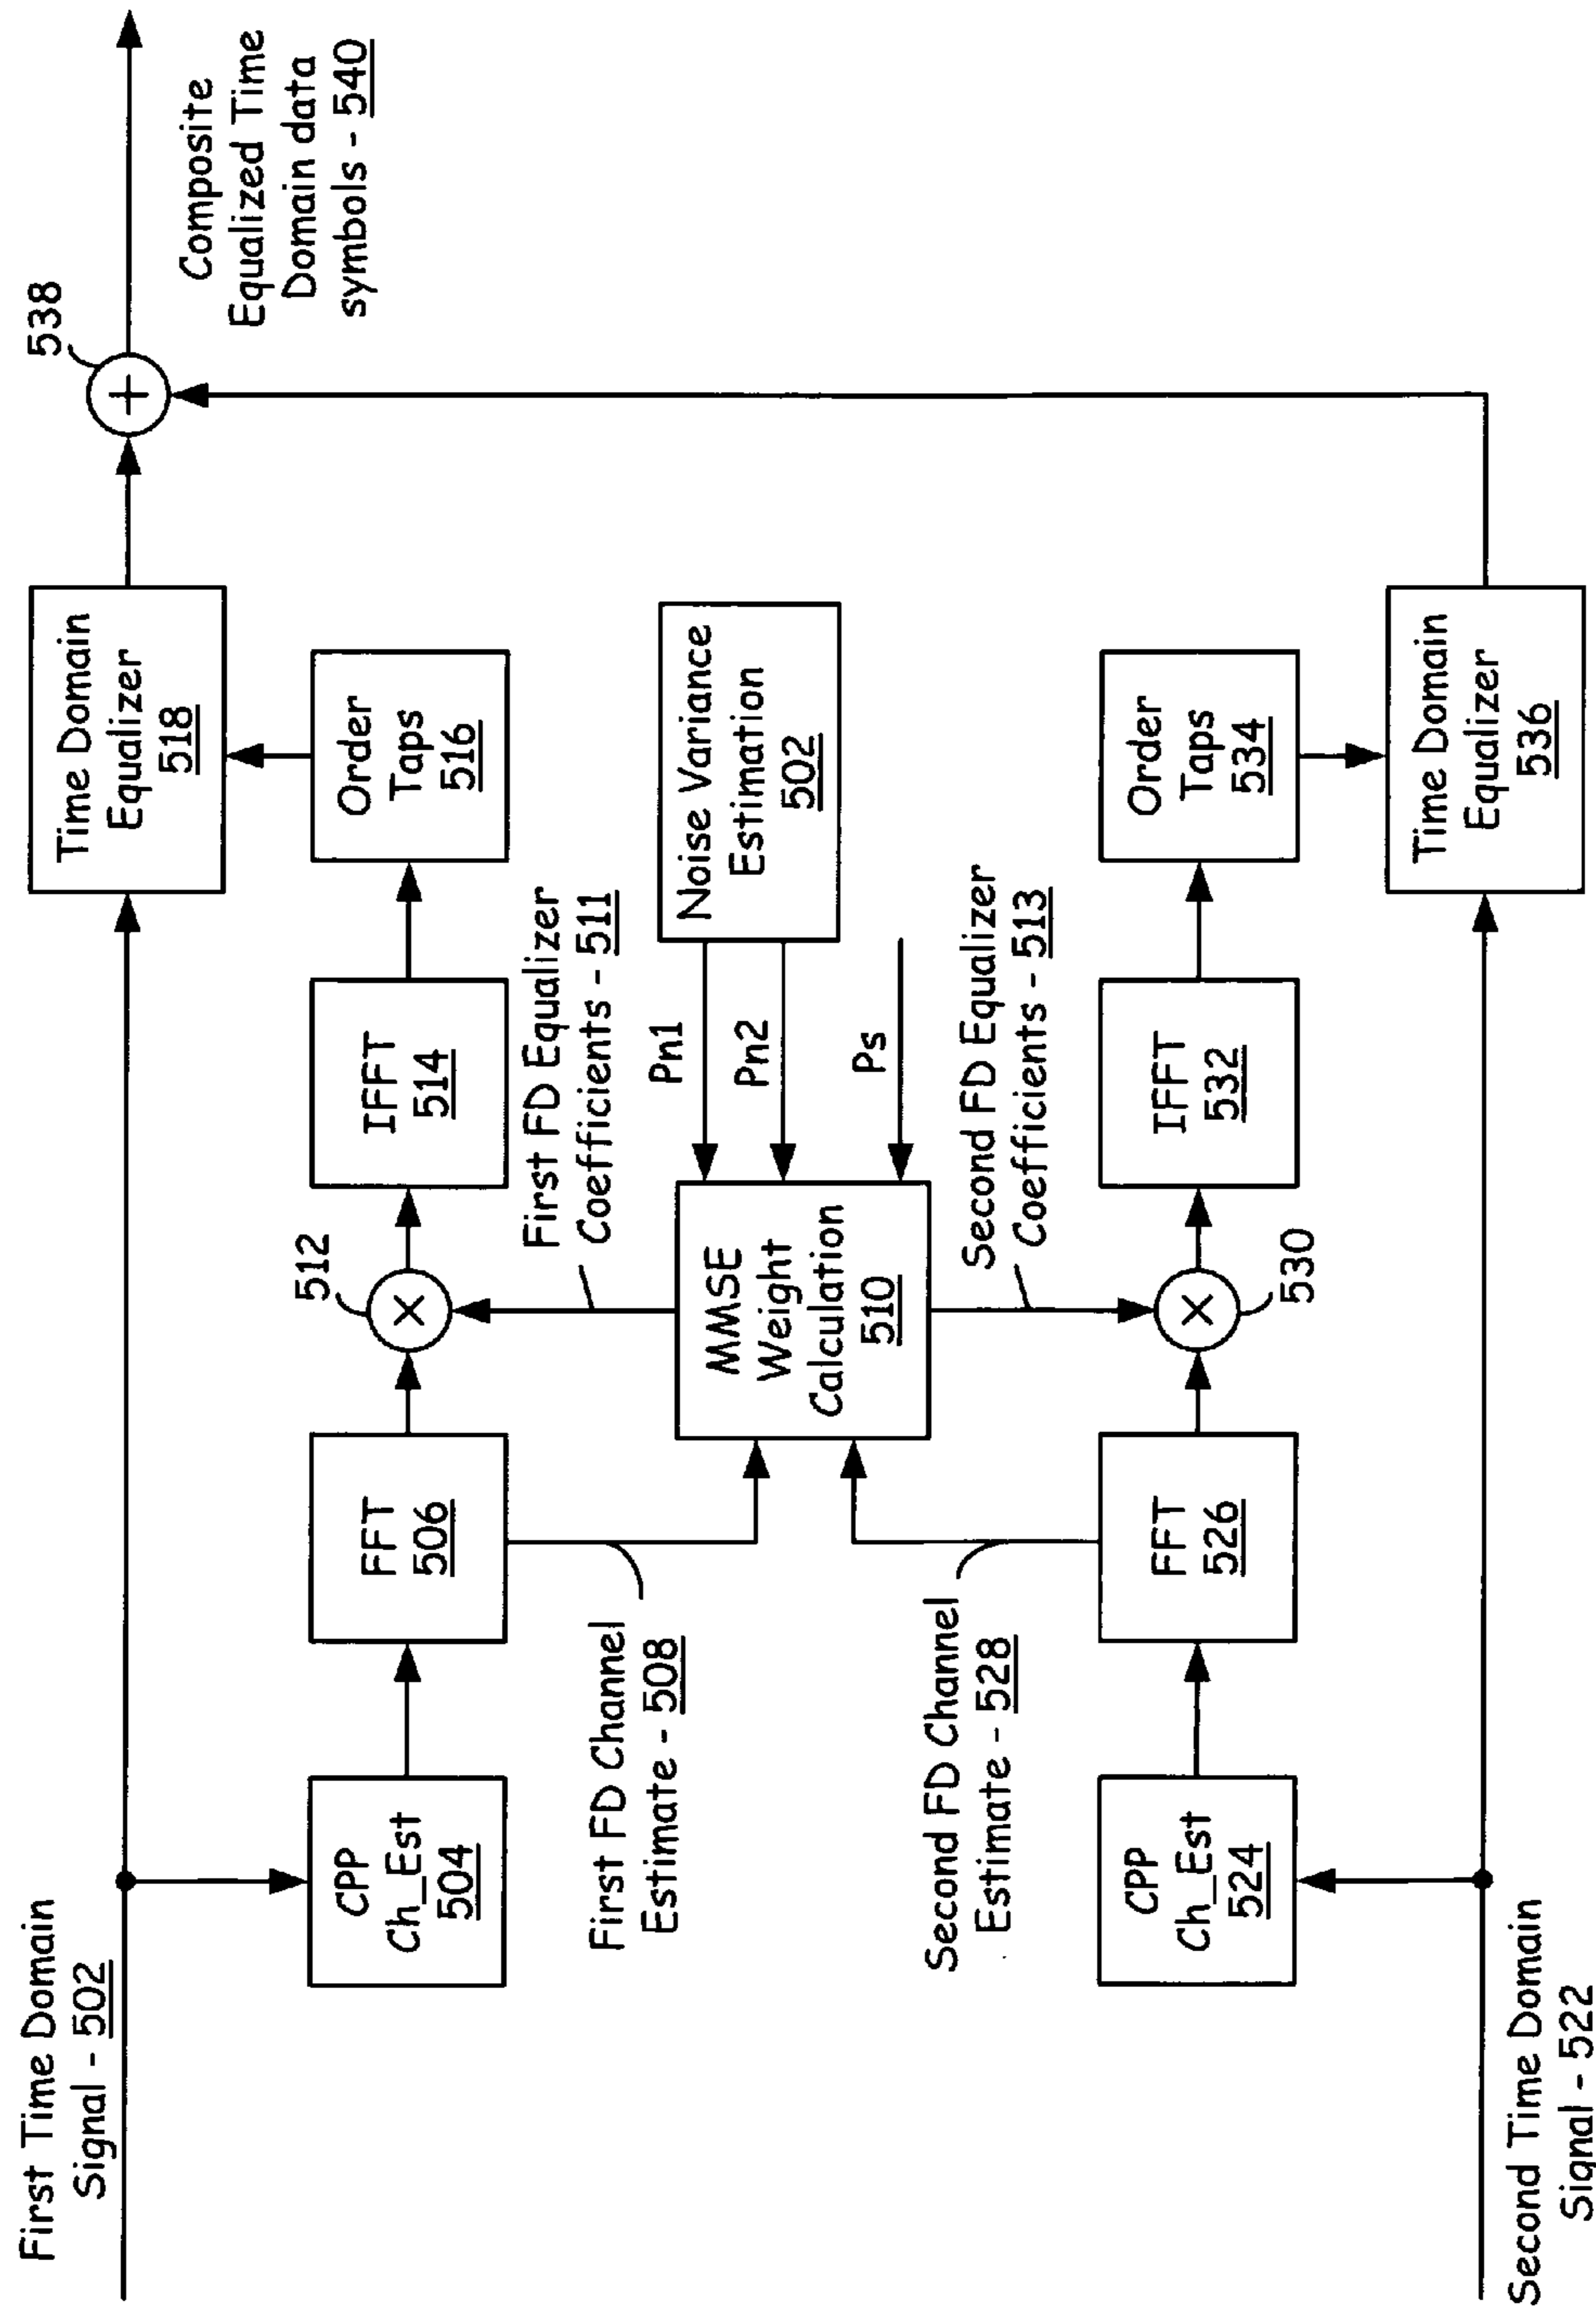 First Time Domain
Signal - 502
CPP
Ch_Est
504
FFT
506
512
IFFT
514
Order
Taps
516
Time Domain
Equalizer
518
538
Composite
Equalized Time
Domain data
symbols - 540
First FD Channel
Estimate - 508
First FD Equalizer
Coefficients - 511
MMSE
Weight
Calculation
510
Pn1
Pn2
Ps
Noise Variance
Estimation
502
Second FD Channel
Estimate - 528
Second FD Equalizer
Coefficients - 513
CPP
Ch_Est
524
FFT
526
530
IFFT
532
Order
Taps
534
Time Domain
Equalizer
536
Second Time Domain
Signal - 522